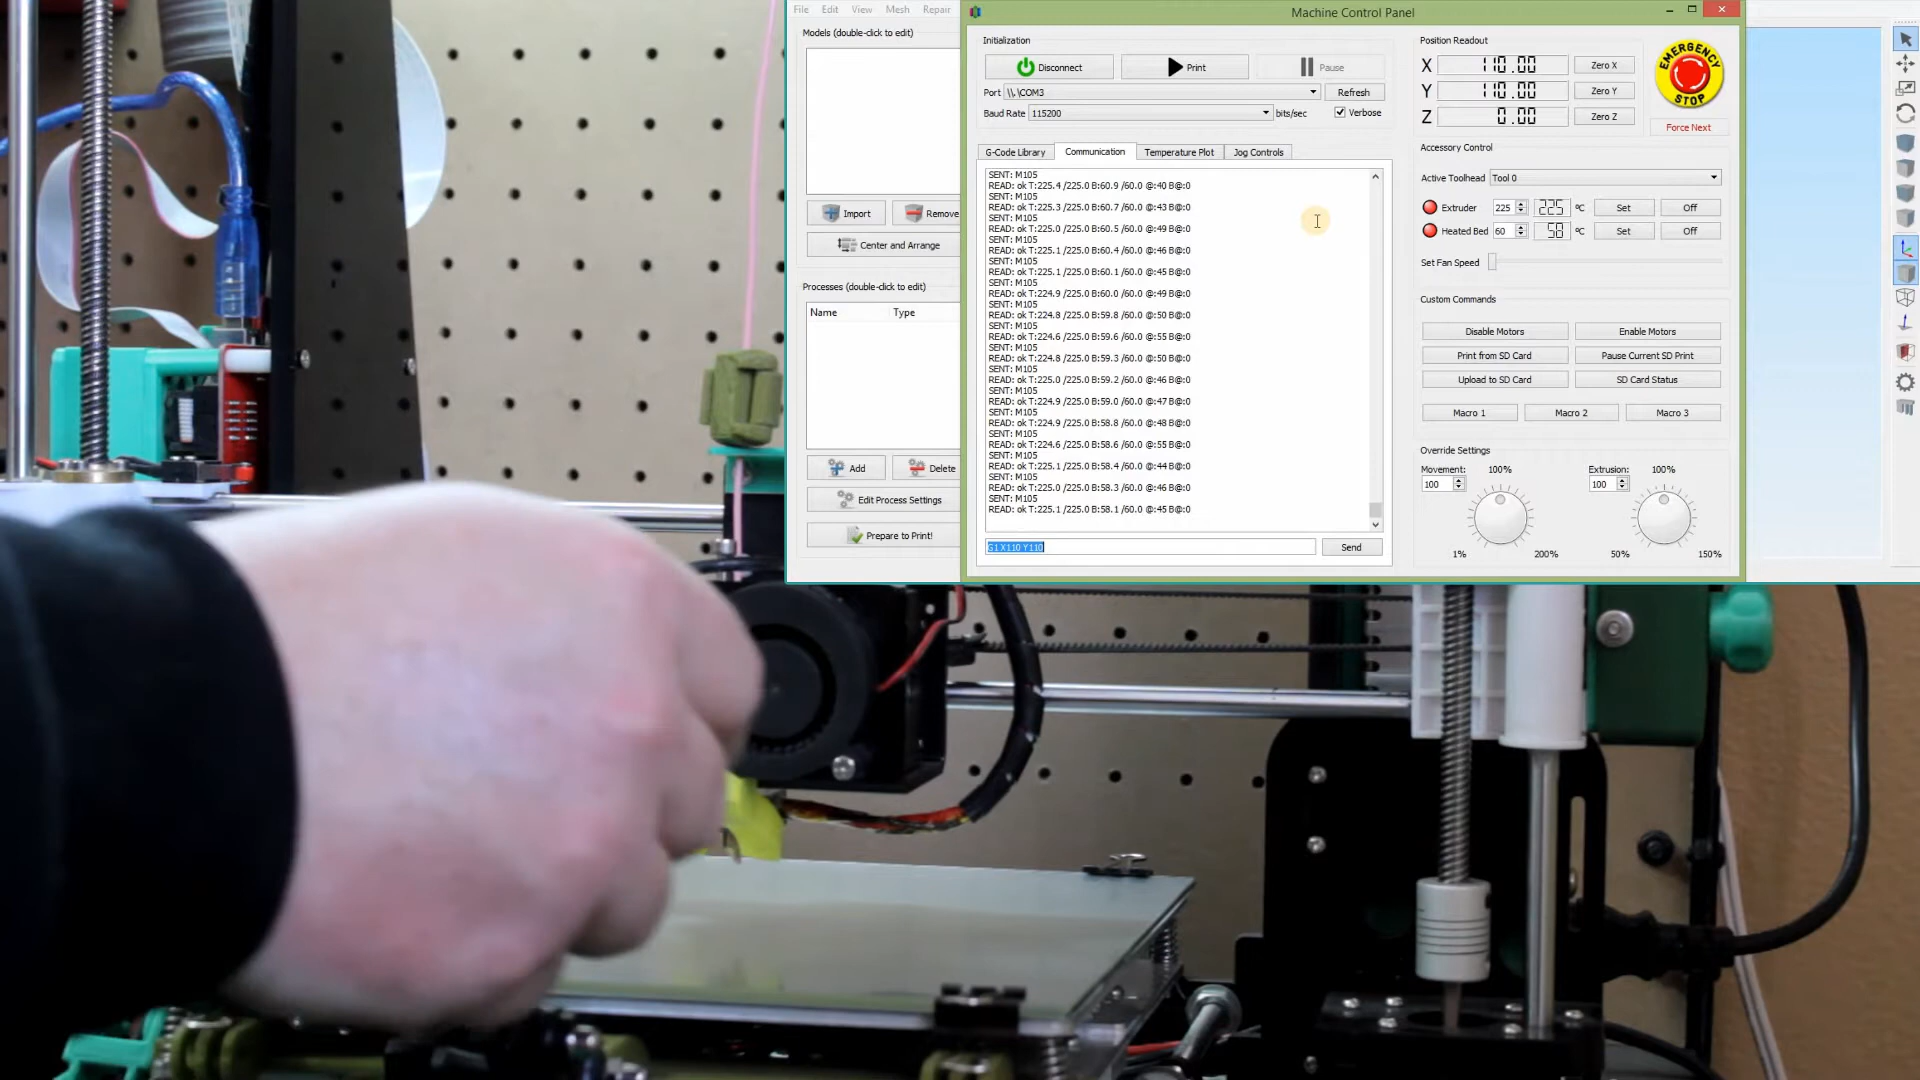 File Edit View Mesh Repair
Models (double-click to edit)
Import
Remove
Center and Arrange
Processes (double-click to edit)
Name Type
Add
Delete
Edit Process Settings
Prepare to Print!
Machine Control Panel
Initialization
Disconnect
Print
Pause
Port \\.\COM3
Refresh
Baud Rate 115200 bits/sec
Verbose
G-Code Library Communication Temperature Plot Jog Controls
SENT: M105
READ: ok T:225.4 /225.0 B:60.9 /60.0 @:40 B@:0
SENT: M105
READ: ok T:225.3 /225.0 B:60.7 /60.0 @:43 B@:0
SENT: M105
READ: ok T:225.0 /225.0 B:60.5 /60.0 @:49 B@:0
SENT: M105
READ: ok T:225.1 /225.0 B:60.4 /60.0 @:46 B@:0
SENT: M105
READ: ok T:225.1 /225.0 B:60.1 /60.0 @:45 B@:0
SENT: M105
READ: ok T:224.9 /225.0 B:60.0 /60.0 @:49 B@:0
SENT: M105
READ: ok T:224.8 /225.0 B:59.8 /60.0 @:50 B@:0
SENT: M105
READ: ok T:224.6 /225.0 B:59.6 /60.0 @:55 B@:0
SENT: M105
READ: ok T:224.8 /225.0 B:59.3 /60.0 @:50 B@:0
SENT: M105
READ: ok T:225.0 /225.0 B:59.2 /60.0 @:46 B@:0
SENT: M105
READ: ok T:224.9 /225.0 B:59.0 /60.0 @:47 B@:0
SENT: M105
READ: ok T:224.9 /225.0 B:58.8 /60.0 @:48 B@:0
SENT: M105
READ: ok T:224.6 /225.0 B:58.6 /60.0 @:55 B@:0
SENT: M105
READ: ok T:225.1 /225.0 B:58.4 /60.0 @:44 B@:0
SENT: M105
READ: ok T:225.0 /225.0 B:58.3 /60.0 @:46 B@:0
SENT: M105
READ: ok T:225.1 /225.0 B:58.1 /60.0 @:45 B@:0
G1 X110 Y110
Send
Position Readout
X 110.00 Zero X
Y 110.00 Zero Y
Z 0.00 Zero Z
EMERGENCY
STOP
Force Next
Accessory Control
Active Toolhead Tool 0
Extruder 225 225 ºC Set Off
Heated Bed 60 58 ºC Set Off
Set Fan Speed
Custom Commands
Disable Motors Enable Motors
Print from SD Card Pause Current SD Print
Upload to SD Card SD Card Status
Macro 1 Macro 2 Macro 3
Override Settings
Movement: 100% Extrusion: 100%
100 100
1% 200% 50% 150%